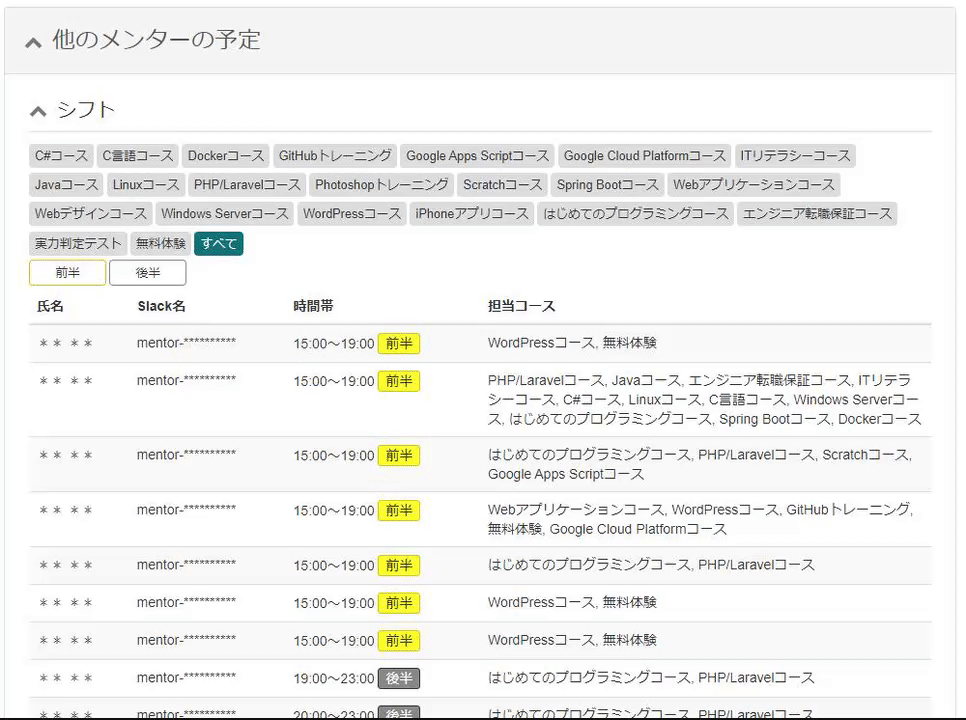 他のメンターの予定
シフト
C#コース C言語コース Dockerコース GitHubトレーニング Google Apps Scriptコース Google Cloud Platformコース ITリテラシーコース
Javaコース Linuxコース PHP/Laravelコース Photoshopトレーニング Scratchコース Spring Bootコース Webアプリケーションコース
Webデザインコース Windows Serverコース WordPressコース iPhoneアプリコース はじめてのプログラミングコース エンジニア転職保証コース
実力判定テスト 無料体験 すべて
前半 後半
氏名 Slack名 時間帯 担当コース
＊＊ ＊＊ mentor-********** 15:00～19:00 前半 WordPressコース, 無料体験
＊＊ ＊＊ mentor-********** 15:00～19:00 前半 PHP/Laravelコース, Javaコース, エンジニア転職保証コース, ITリテラ
シーコース, C#コース, Linuxコース, C言語コース, Windows Serverコー
ス, はじめてのプログラミングコース, Spring Bootコース, Dockerコース
＊＊ ＊＊ mentor-********** 15:00～19:00 前半 はじめてのプログラミングコース, PHP/Laravelコース, Scratchコース,
Google Apps Scriptコース
＊＊ ＊＊ mentor-********** 15:00～19:00 前半 Webアプリケーションコース, WordPressコース, GitHubトレーニング,
無料体験, Google Cloud Platformコース
＊＊ ＊＊ mentor-********** 15:00～19:00 前半 はじめてのプログラミングコース, PHP/Laravelコース
＊＊ ＊＊ mentor-********** 15:00～19:00 前半 WordPressコース, 無料体験
＊＊ ＊＊ mentor-********** 15:00～19:00 前半 WordPressコース, 無料体験
＊＊ ＊＊ mentor-********** 19:00～23:00 後半 はじめてのプログラミングコース, PHP/Laravelコース
＊＊ ＊＊ mentor-********** 20:00～23:00 後半 はじめてのプログラミングコース, PHP/Laravelコース